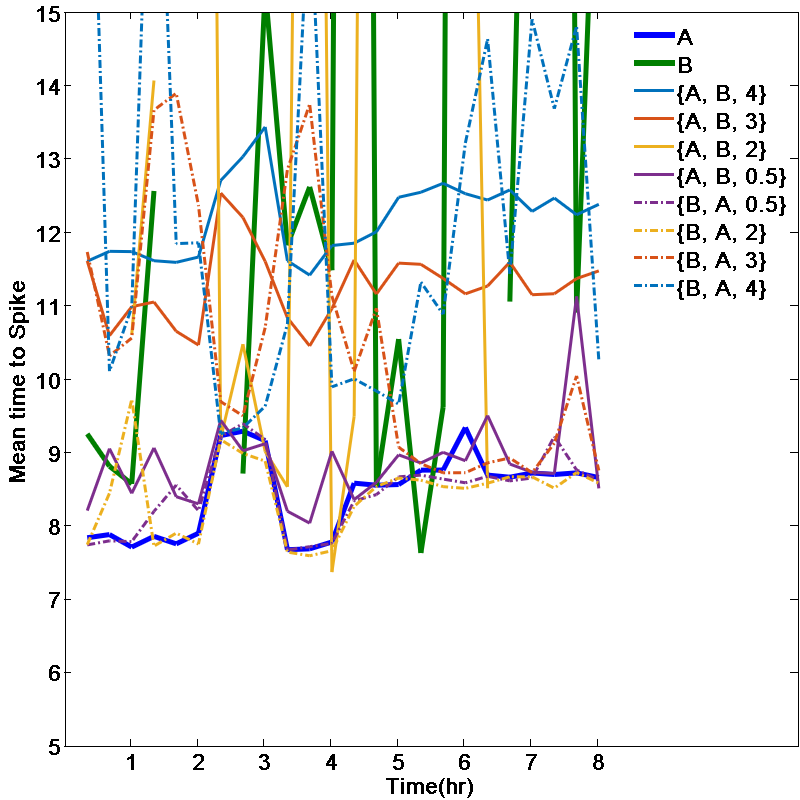 15
14
13
12
11
10
9
8
7
6
5
Mean time to Spike
1 2 3 4 5 6 7 8
Time(hr)
A
B
{A, B, 4}
{A, B, 3}
{A, B, 2}
{A, B, 0.5}
{B, A, 0.5}
{B, A, 2}
{B, A, 3}
{B, A, 4}